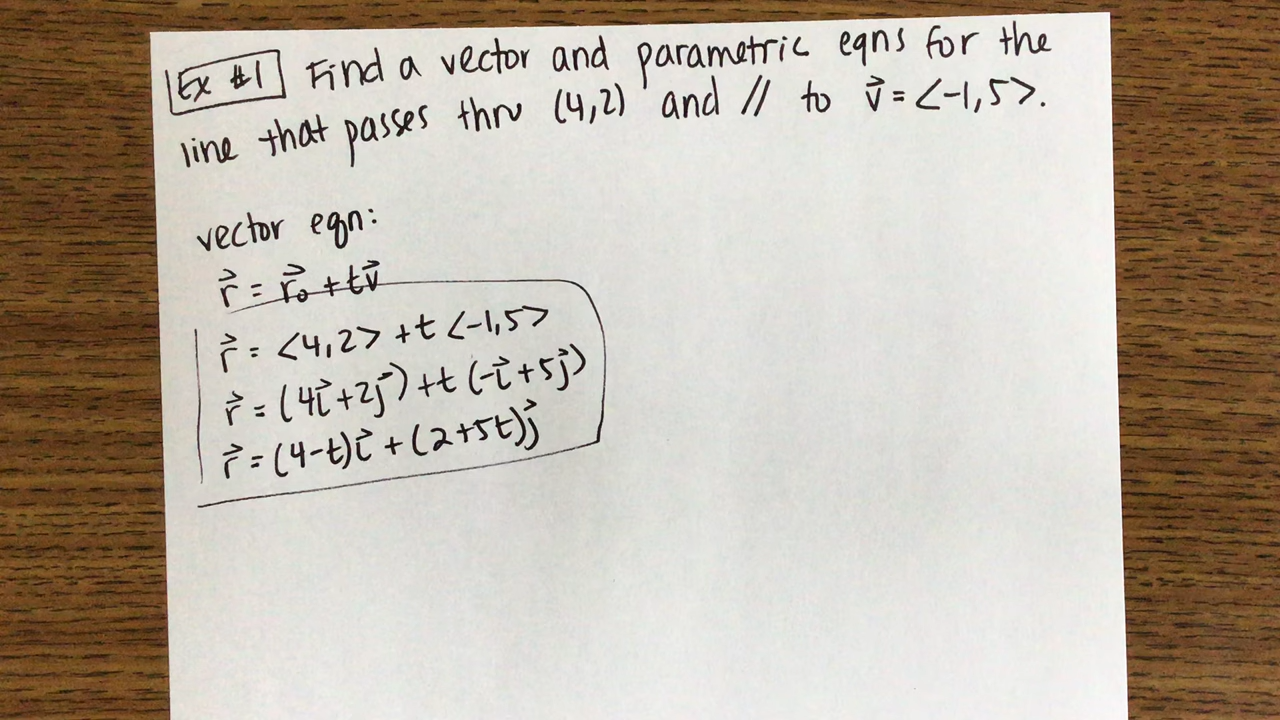 Ex #1 Find a vector and parametric eqns for the
line that passes thru (4,2) and // to v⃗ = <-1,5>.
vector eqn:
r⃗ = r⃗₀ + tv⃗
r⃗ = <4,2> + t <-1,5>
r⃗ = (4i⃗+2j⃗) + t (-i⃗+5j⃗)
r⃗ = (4-t)i⃗ + (2+5t)j⃗